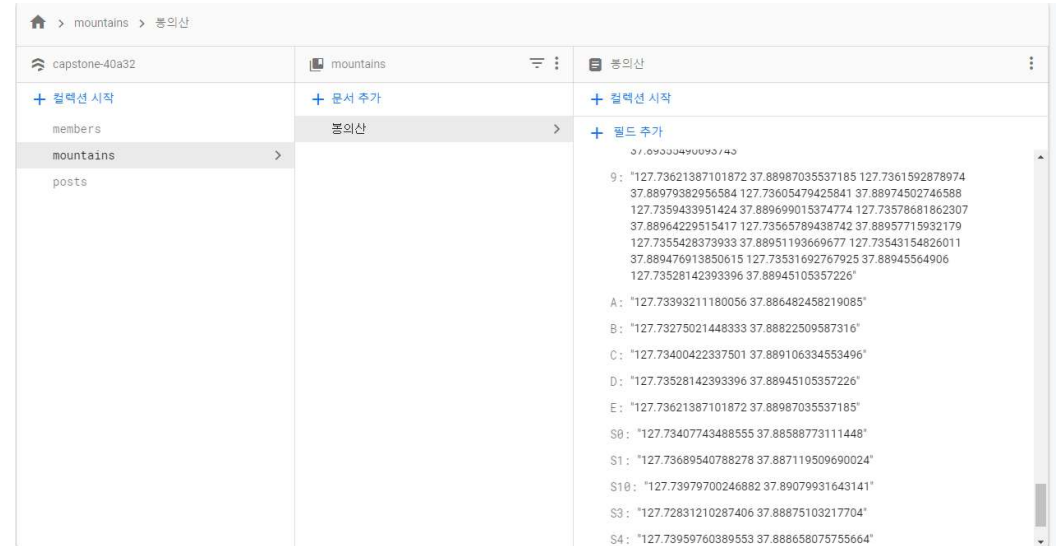 mountains > 봉의산
capstone-40a32
mountains
봉의산
컬렉션 시작
문서 추가
컬렉션 시작
members
봉의산
필드 추가
mountains
posts
37.89355490693743
9: "127.73621387101872 37.88987035537185 127.7361592878974
37.88979382956584 127.73605479425841 37.88974502746588
127.7359433951424 37.889699015374774 127.73578681862307
37.88964229515417 127.73565789438742 37.88957715932179
127.7355428373933 37.88951193669677 127.73543154826011
37.889476913850615 127.73531692767925 37.88945564906
127.73528142393396 37.88945105357226"
A: "127.73393211180056 37.886482458219085"
B: "127.73275021448333 37.88822509587316"
C: "127.73400422337501 37.889106334553496"
D: "127.73528142393396 37.88945105357226"
E: "127.73621387101872 37.88987035537185"
S0: "127.73407743488555 37.88588773111448"
S1: "127.73689540788278 37.887119509690024"
S10: "127.73979700246882 37.89079931643141"
S3: "127.72831210287406 37.88875103217704"
S4: "127.73959760389553 37.888658075755664"